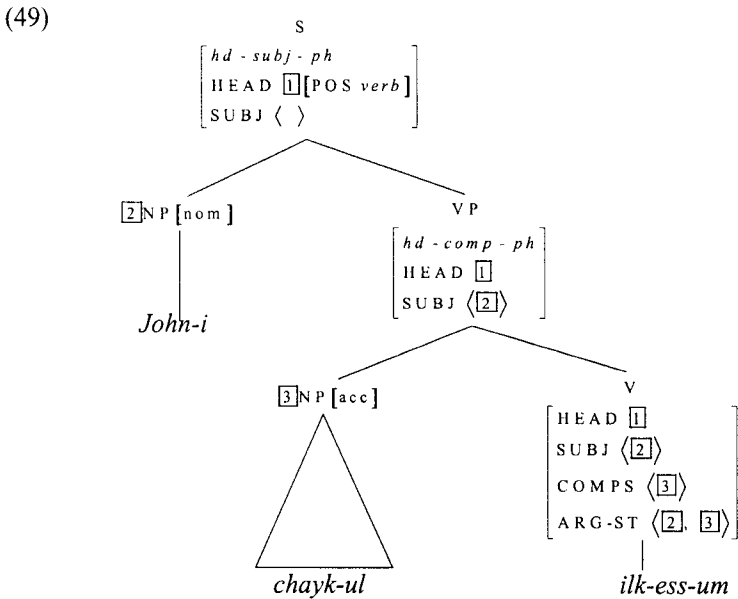 (49)
S
hd - subj - ph
HEAD [1] [POS verb]
SUBJ ⟨ ⟩
[2]NP[nom]
VP
hd - comp - ph
HEAD [1]
SUBJ ⟨[2]⟩
John-i
[3]NP[acc]
V
HEAD [1]
SUBJ ⟨[2]⟩
COMPS ⟨[3]⟩
ARG-ST ⟨[2], [3]⟩
chayk-ul
ilk-ess-um